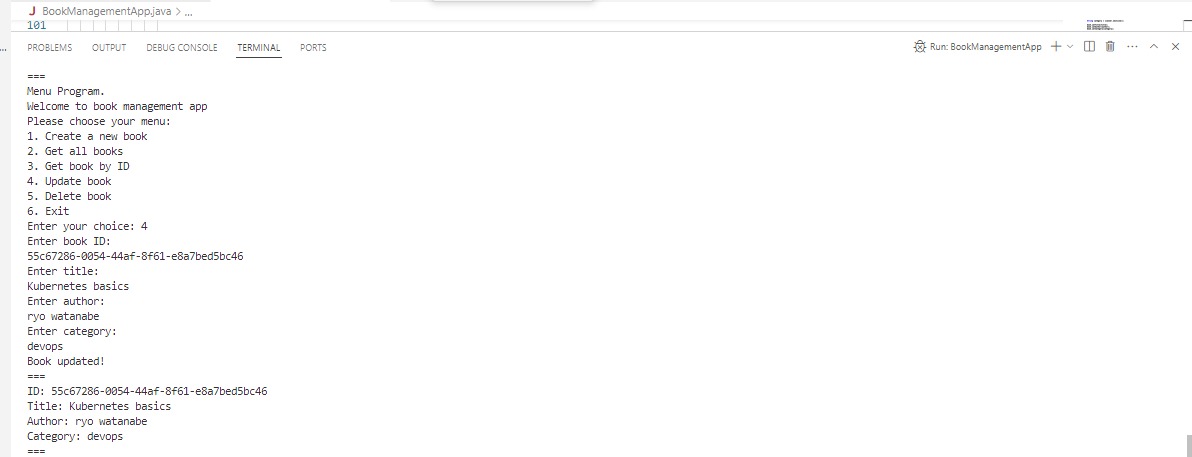 BookManagementApp.java > ...
101
...
PROBLEMS OUTPUT DEBUG CONSOLE TERMINAL PORTS Run: BookManagementApp
===
Menu Program.
Welcome to book management app
Please choose your menu:
1. Create a new book
2. Get all books
3. Get book by ID
4. Update book
5. Delete book
6. Exit
Enter your choice: 4
Enter book ID:
55c67286-0054-44af-8f61-e8a7bed5bc46
Enter title:
Kubernetes basics
Enter author:
ryo watanabe
Enter category:
devops
Book updated!
===
ID: 55c67286-0054-44af-8f61-e8a7bed5bc46
Title: Kubernetes basics
Author: ryo watanabe
Category: devops
===